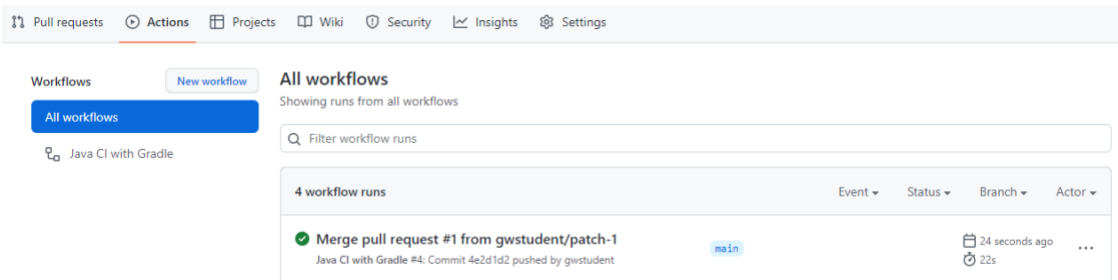 Pull requests Actions Projects Wiki Security Insights Settings
Workflows New workflow
All workflows
Java CI with Gradle
All workflows
Showing runs from all workflows
Filter workflow runs
4 workflow runs Event Status Branch Actor
Merge pull request #1 from gwstudent/patch-1
Java CI with Gradle #4: Commit 4e2d1d2 pushed by gwstudent
main
24 seconds ago
22s